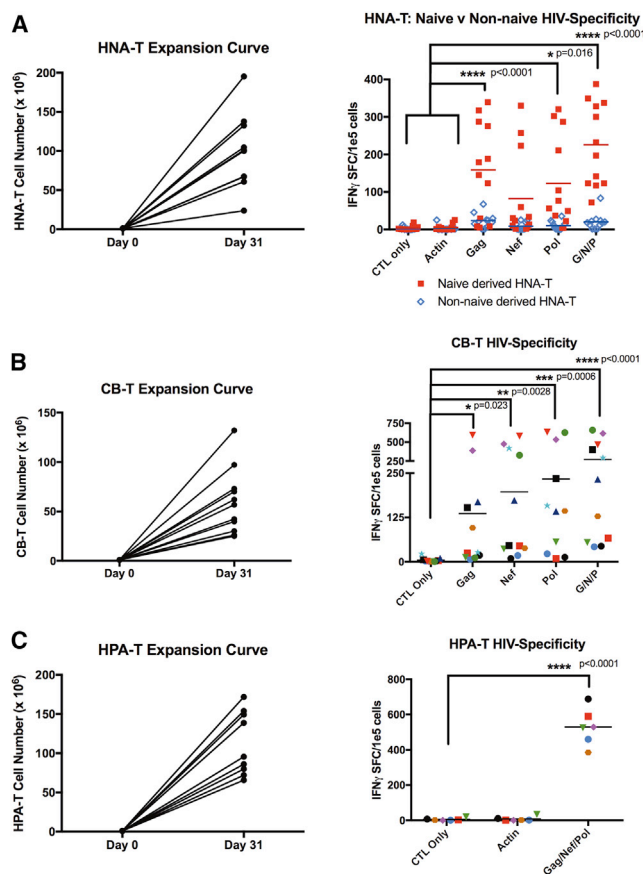 A
HNA-T Expansion Curve
HNA-T Cell Number (x 10⁶)
200
150
100
50
0
Day 0
Day 31
HNA-T: Naive v Non-naive HIV-Specificity
**** p<0.0001
* p=0.016
**** p<0.0001
IFNγ SFC/1e5 cells
400
300
200
100
0
CTL only
Actin
Gag
Nef
Pol
G/N/P
Naive derived HNA-T
Non-naive derived HNA-T
B
CB-T Expansion Curve
CB-T Cell Number (x 10⁶)
150
100
50
0
Day 0
Day 31
CB-T HIV-Specificity
**** p<0.0001
*** p=0.0006
** p=0.0028
* p=0.023
IFNγ SFC/1e5 cells
750
500
250
250
125
0
CTL Only
Gag
Nef
Pol
G/N/P
C
HPA-T Expansion Curve
HPA-T Cell Number (x 10⁶)
200
150
100
50
0
Day 0
Day 31
HPA-T HIV-Specificity
**** p<0.0001
IFNγ SFC/1e5 cells
800
600
400
200
0
CTL Only
Actin
Gag/Nef/Pol